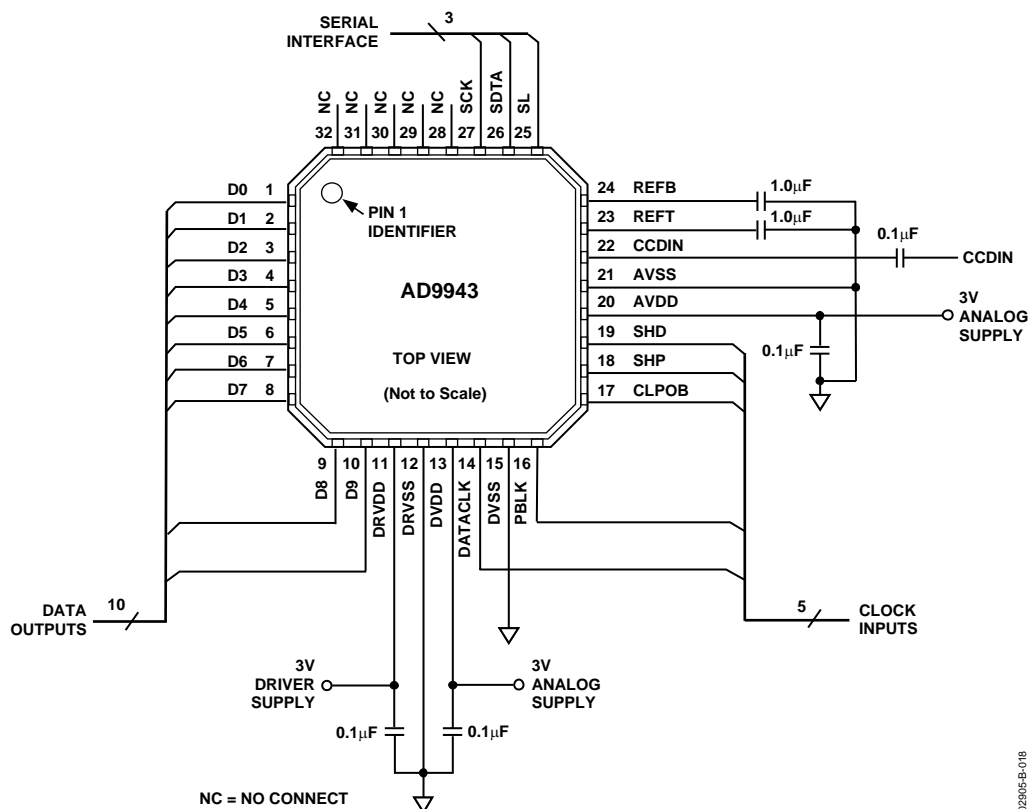 SERIAL
INTERFACE
3
NC
NC
NC
NC
NC
SCK
SDTA
SL
32 31 30 29 28 27 26 25
D0 1
D1 2
D2 3
D3 4
D4 5
D5 6
D6 7
D7 8
PIN 1
IDENTIFIER
AD9943
TOP VIEW
(Not to Scale)
24 REFB
23 REFT
22 CCDIN
21 AVSS
20 AVDD
19 SHD
18 SHP
17 CLPOB
1.0µF
1.0µF
0.1µF
CCDIN
3V
ANALOG
SUPPLY
0.1µF
9 10 11 12 13 14 15 16
D8
D9
DRVDD
DRVSS
DVDD
DATACLK
DVSS
PBLK
DATA
OUTPUTS
10
5
CLOCK
INPUTS
3V
DRIVER
SUPPLY
3V
ANALOG
SUPPLY
0.1µF
0.1µF
NC = NO CONNECT
02905-B-018